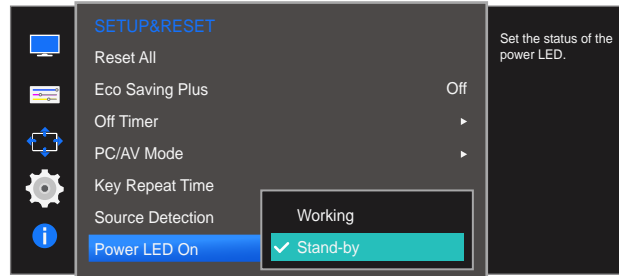 SETUP&RESET
Reset All
Eco Saving Plus Off
Off Timer
PC/AV Mode
Key Repeat Time
Source Detection
Power LED On
Working
Stand-by
Set the status of the
power LED.